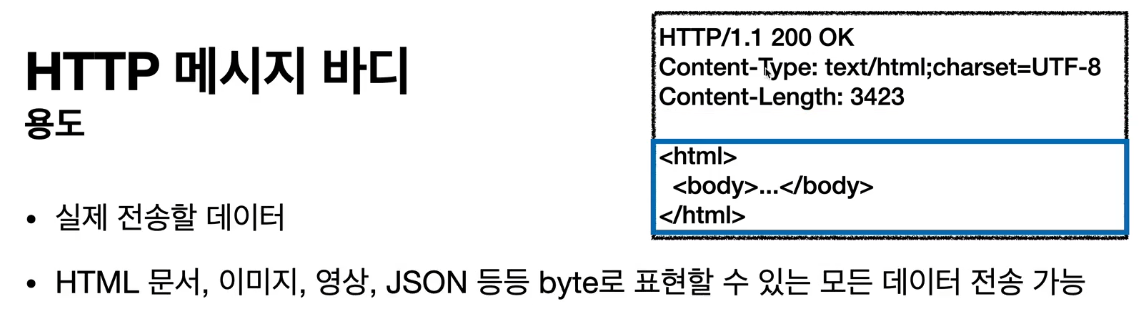 HTTP 메시지 바디
용도
• 실제 전송할 데이터
• HTML 문서, 이미지, 영상, JSON 등등 byte로 표현할 수 있는 모든 데이터 전송 가능
HTTP/1.1 200 OK
Content-Type: text/html;charset=UTF-8
Content-Length: 3423
<html>
<body>...</body>
</html>